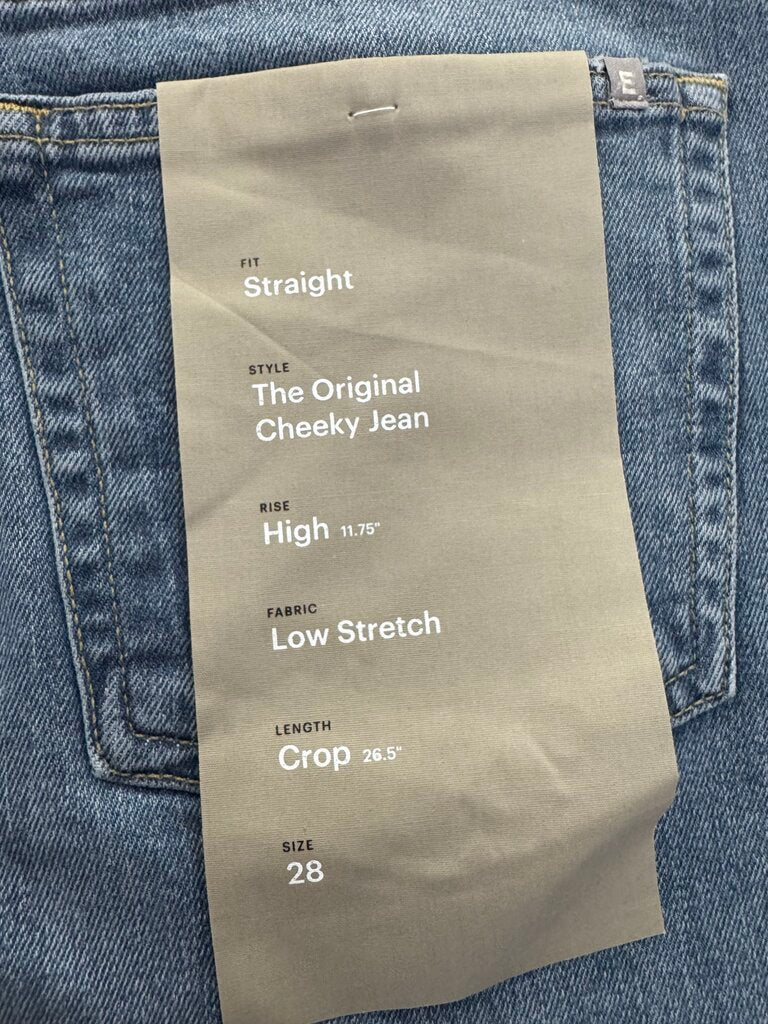 E
FIT
Straight
STYLE
The Original
Cheeky Jean
RISE
High 11.75"
FABRIC
Low Stretch
LENGTH
Crop 26.5"
SIZE
28